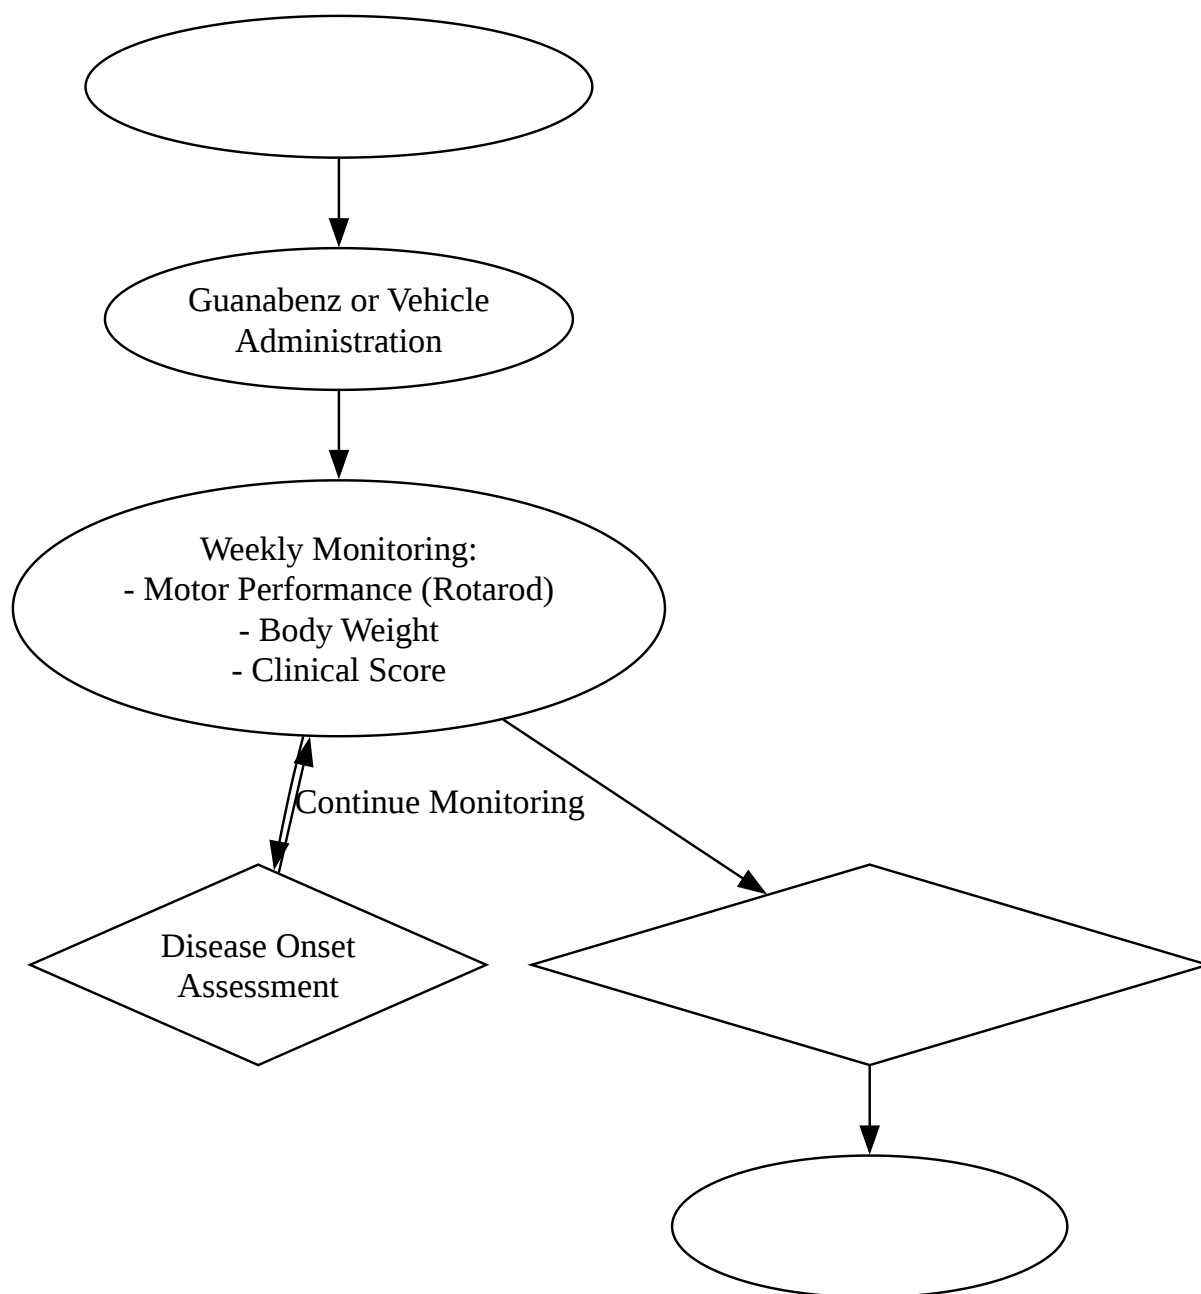 Guanabenz or Vehicle
Administration
Weekly Monitoring:
- Motor Performance (Rotarod)
- Body Weight
- Clinical Score
Continue Monitoring
Disease Onset
Assessment